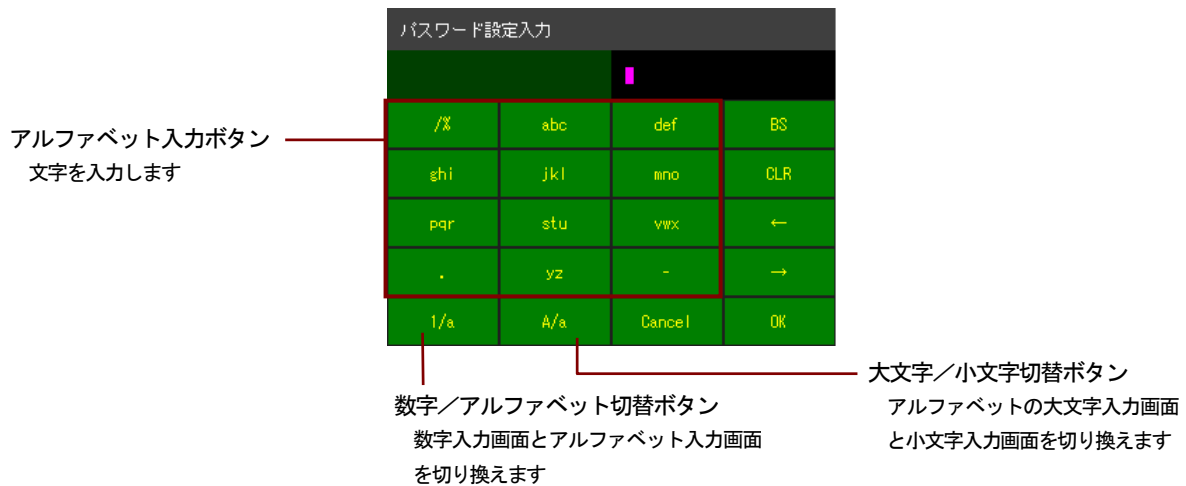 パスワード設定入力
/% abc def BS
ghi jkl mno CLR
pqr stu vwx ←
. yz - →
1/a A/a Cancel OK
アルファベット入力ボタン
文字を入力します
数字／アルファベット切替ボタン
数字入力画面とアルファベット入力画面
を切り換えます
大文字／小文字切替ボタン
アルファベットの大文字入力画面
と小文字入力画面を切り換えます